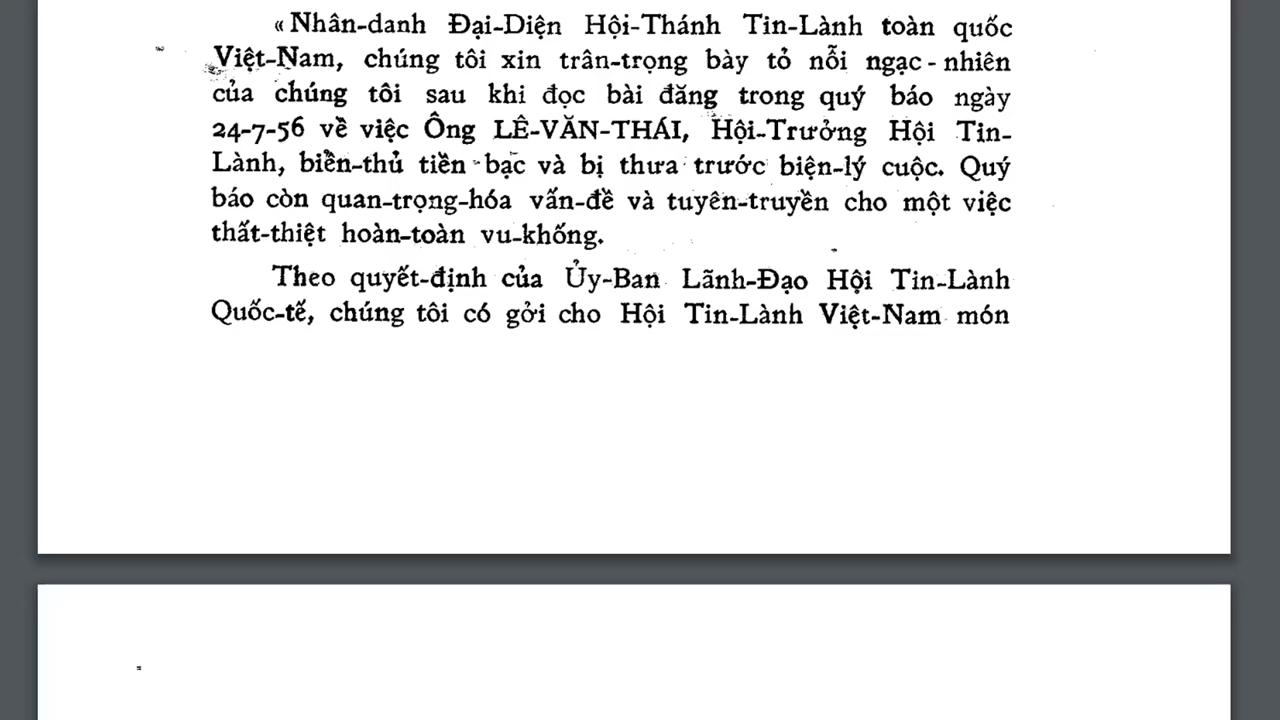 « Nhân-danh Đại-Diện Hội-Thánh Tin-Lành toàn quốc
Việt-Nam, chúng tôi xin trân-trọng bày tỏ nỗi ngạc-nhiên
của chúng tôi sau khi đọc bài đăng trong quý báo ngày
24-7-56 về việc Ông LÊ-VĂN-THÁI, Hội-Trưởng Hội Tin-
Lành, biển-thủ tiền bạc và bị thưa trước biện-lý cuộc. Quý
báo còn quan-trọng-hóa vấn-đề và tuyên-truyền cho một việc
thất-thiệt hoàn-toàn vu-khống.
Theo quyết-định của Ủy-Ban Lãnh-Đạo Hội Tin-Lành
Quốc-tế, chúng tôi có gởi cho Hội Tin-Lành Việt-Nam món